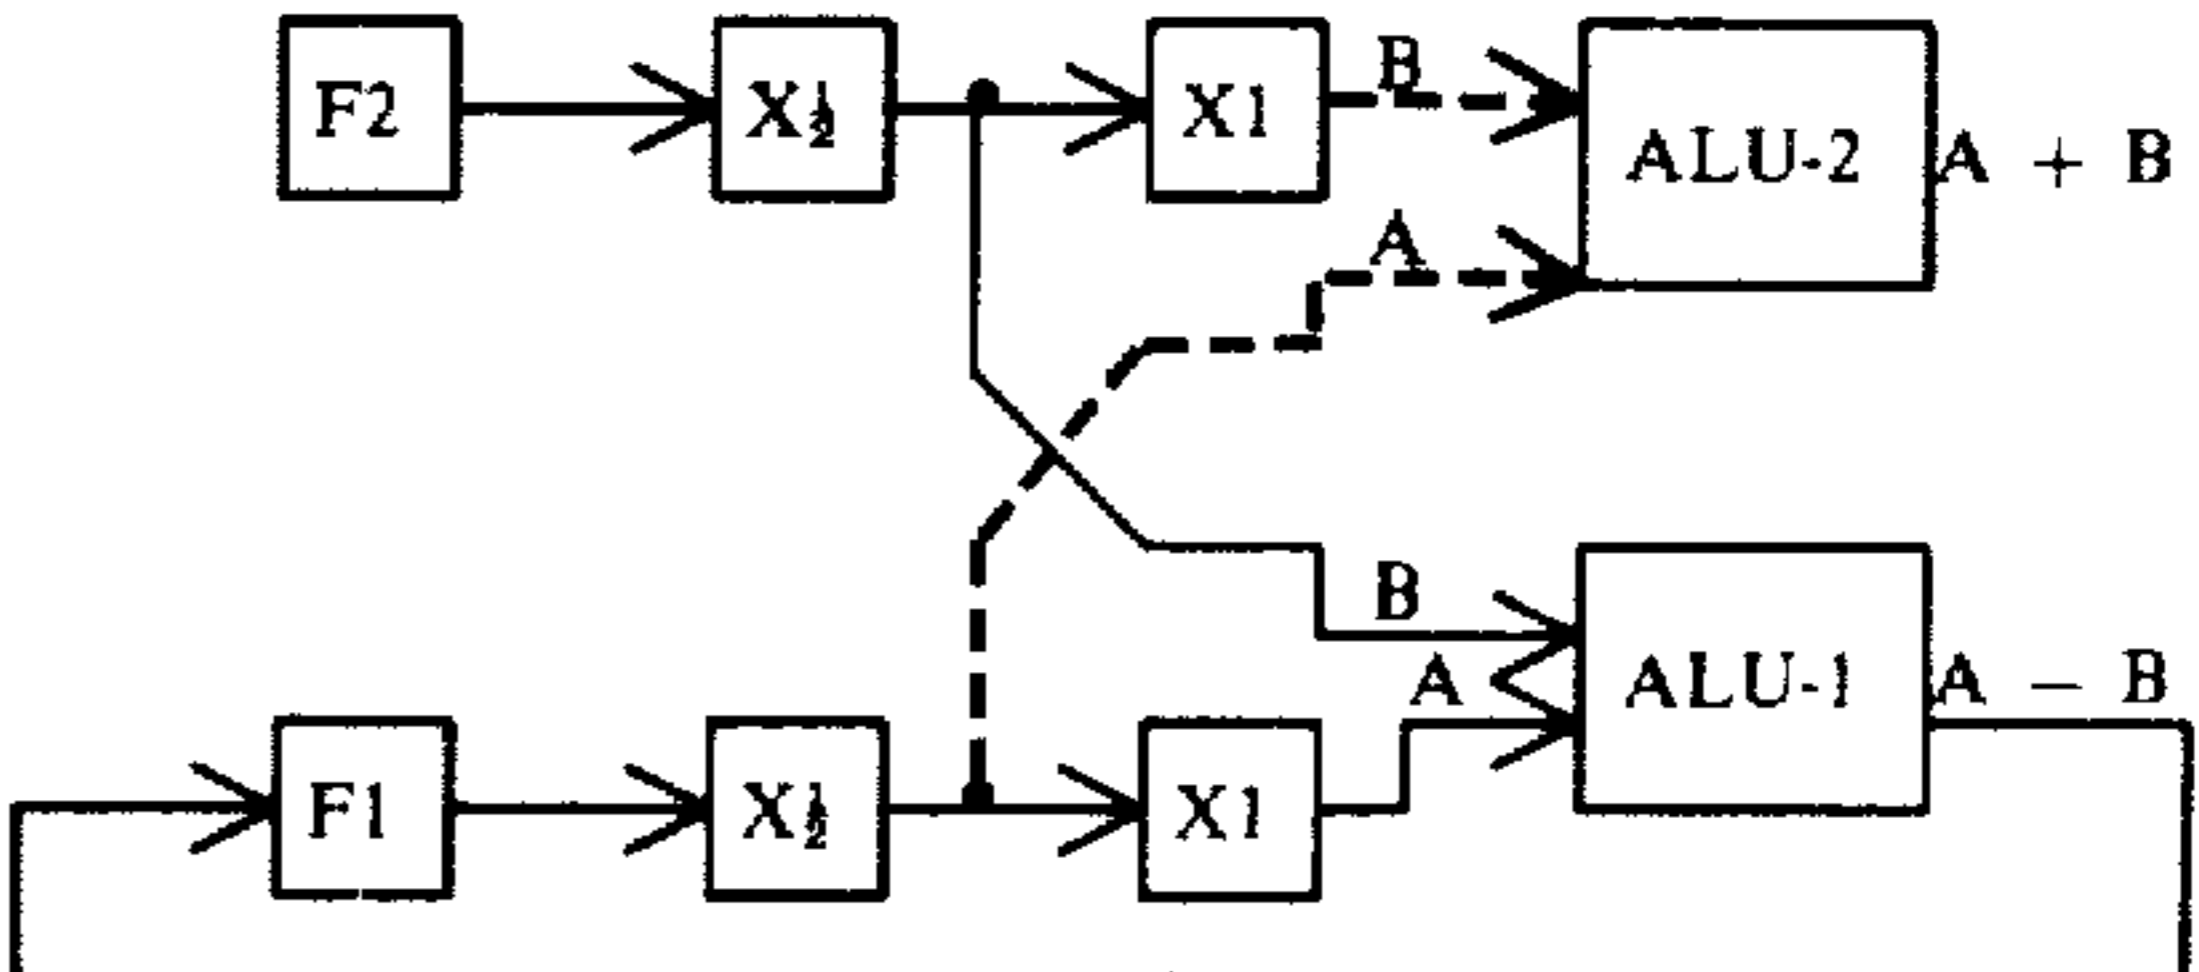 F2 X½ X1 B ALU-2 A + B
A
B
A ALU-1 A − B
F1 X½ X1